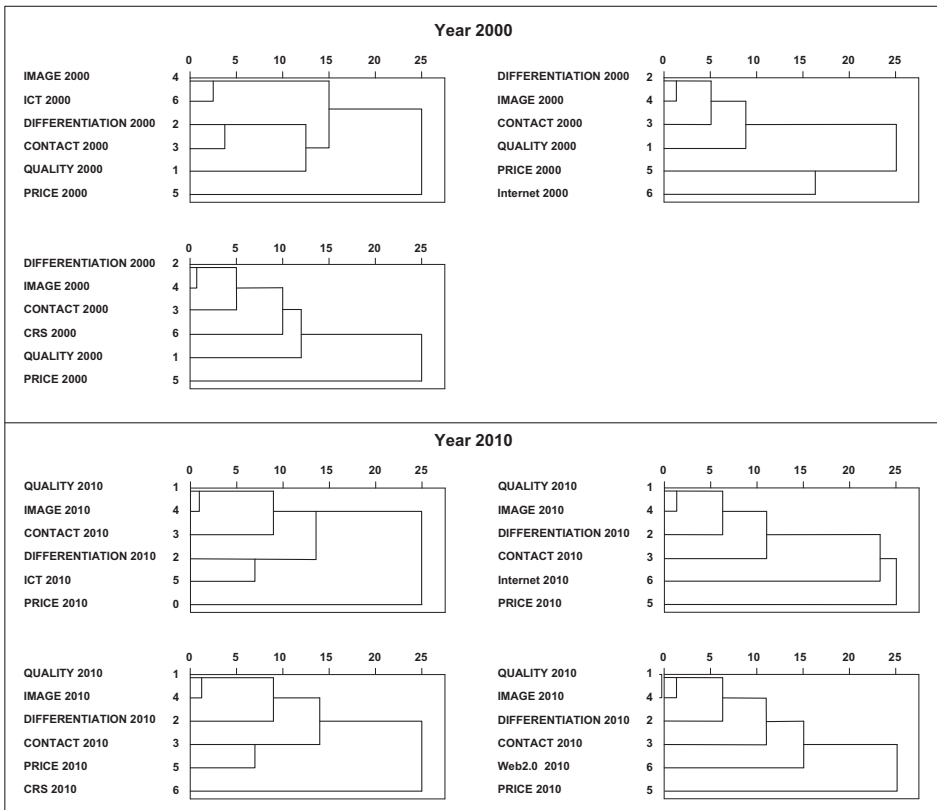 Year 2000
0 5 10 15 20 25
IMAGE 2000 4
ICT 2000 6
DIFFERENTIATION 2000 2
CONTACT 2000 3
QUALITY 2000 1
PRICE 2000 5
0 5 10 15 20 25
DIFFERENTIATION 2000 2
IMAGE 2000 4
CONTACT 2000 3
QUALITY 2000 1
PRICE 2000 5
Internet 2000 6
0 5 10 15 20 25
DIFFERENTIATION 2000 2
IMAGE 2000 4
CONTACT 2000 3
CRS 2000 6
QUALITY 2000 1
PRICE 2000 5
Year 2010
0 5 10 15 20 25
QUALITY 2010 1
IMAGE 2010 4
CONTACT 2010 3
DIFFERENTIATION 2010 2
ICT 2010 5
PRICE 2010 0
0 5 10 15 20 25
QUALITY 2010 1
IMAGE 2010 4
DIFFERENTIATION 2010 2
CONTACT 2010 3
Internet 2010 6
PRICE 2010 5
0 5 10 15 20 25
QUALITY 2010 1
IMAGE 2010 4
DIFFERENTIATION 2010 2
CONTACT 2010 3
PRICE 2010 5
CRS 2010 6
0 5 10 15 20 25
QUALITY 2010 1
IMAGE 2010 4
DIFFERENTIATION 2010 2
CONTACT 2010 3
Web2.0 2010 6
PRICE 2010 5